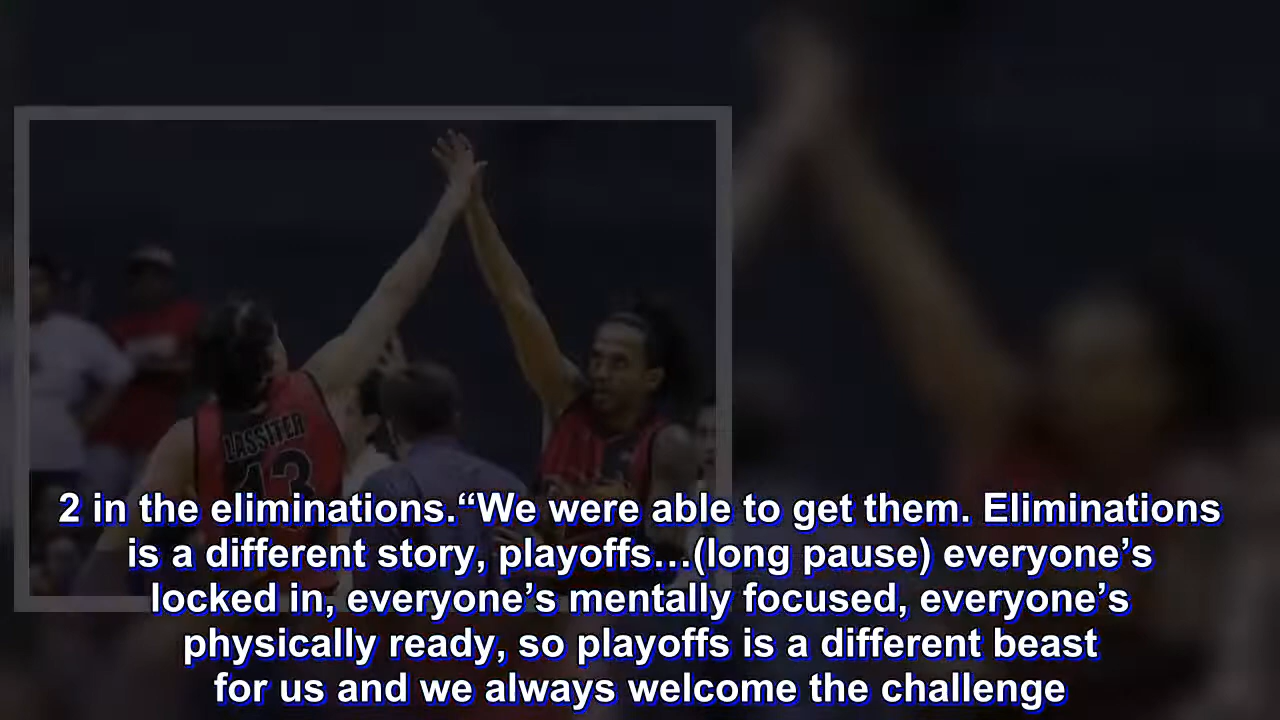 LASSITER
13
2 in the eliminations.“We were able to get them. Eliminations
is a different story, playoffs…(long pause) everyone’s
locked in, everyone’s mentally focused, everyone’s
physically ready, so playoffs is a different beast
for us and we always welcome the challenge